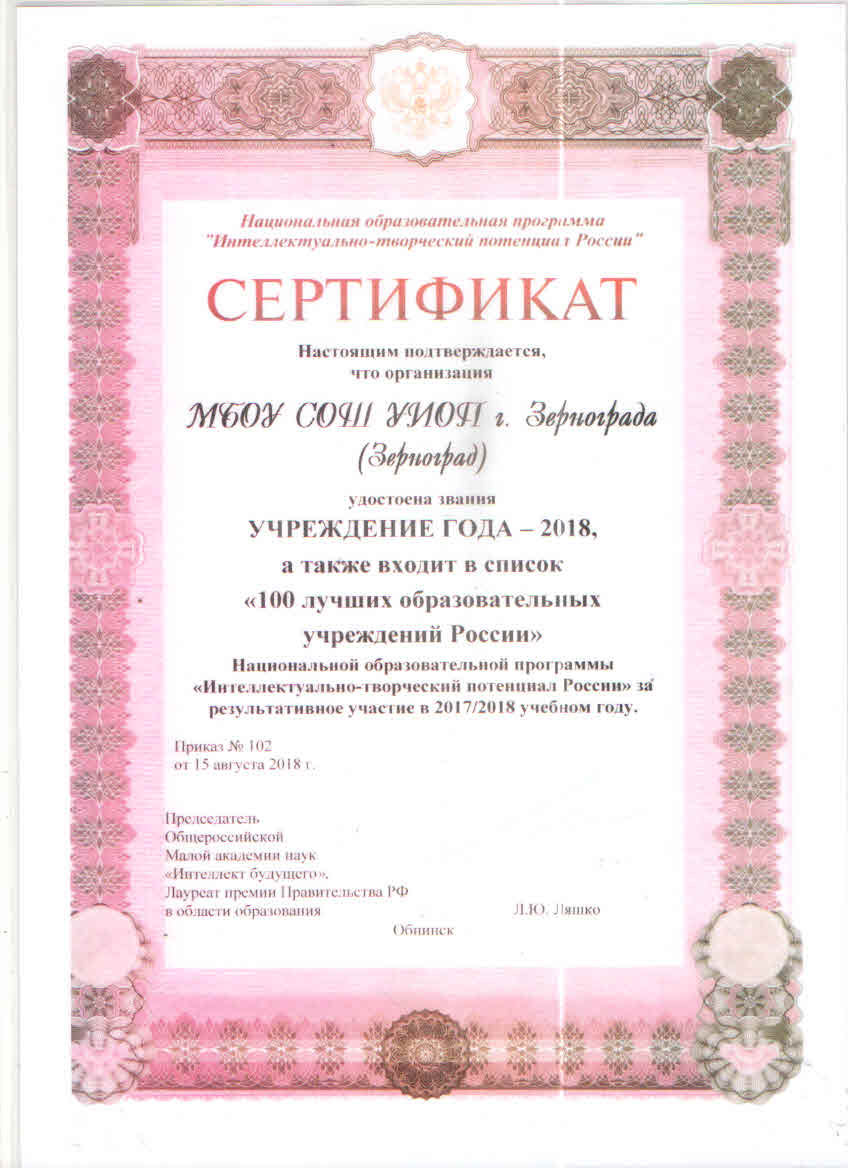 Национальная образовательная программа
"Интеллектуально-творческий потенциал России"
СЕРТИФИКАТ
Настоящим подтверждается,
что организация
МБОУ СОШ УИОП г. Зернограда
(Зерноград)
удостоена звания
УЧРЕЖДЕНИЕ ГОДА – 2018,
а также входит в список
«100 лучших образовательных
учреждений России»
Национальной образовательной программы
«Интеллектуально-творческий потенциал России» за
результативное участие в 2017/2018 учебном году.
Приказ № 102
от 15 августа 2018 г.
Председатель
Общероссийской
Малой академии наук
«Интеллект будущего»,
Лауреат премии Правительства РФ
в области образования
Л.Ю. Ляшко
Обнинск